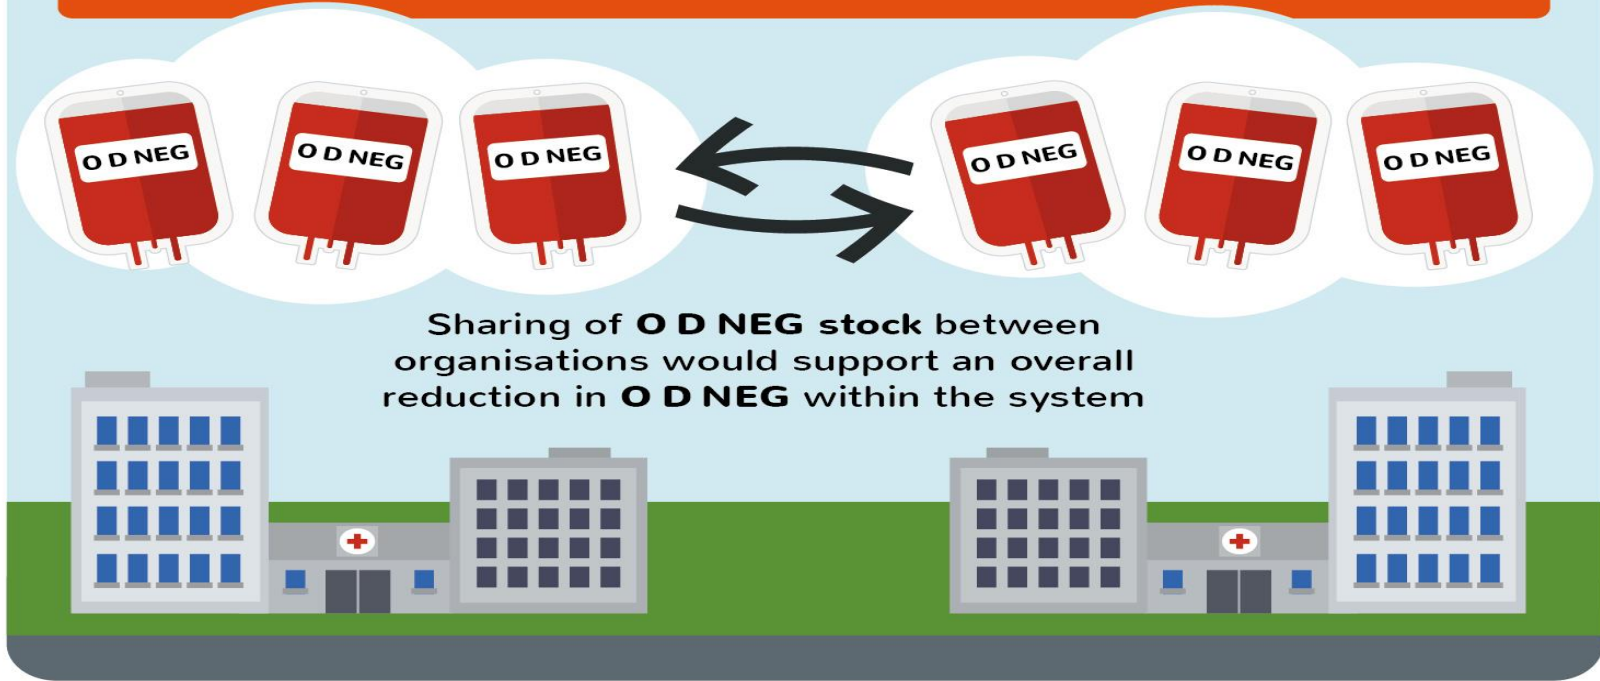 O D NEG
O D NEG
O D NEG
O D NEG
O D NEG
O D NEG
Sharing of O D NEG stock between
organisations would support an overall
reduction in O D NEG within the system